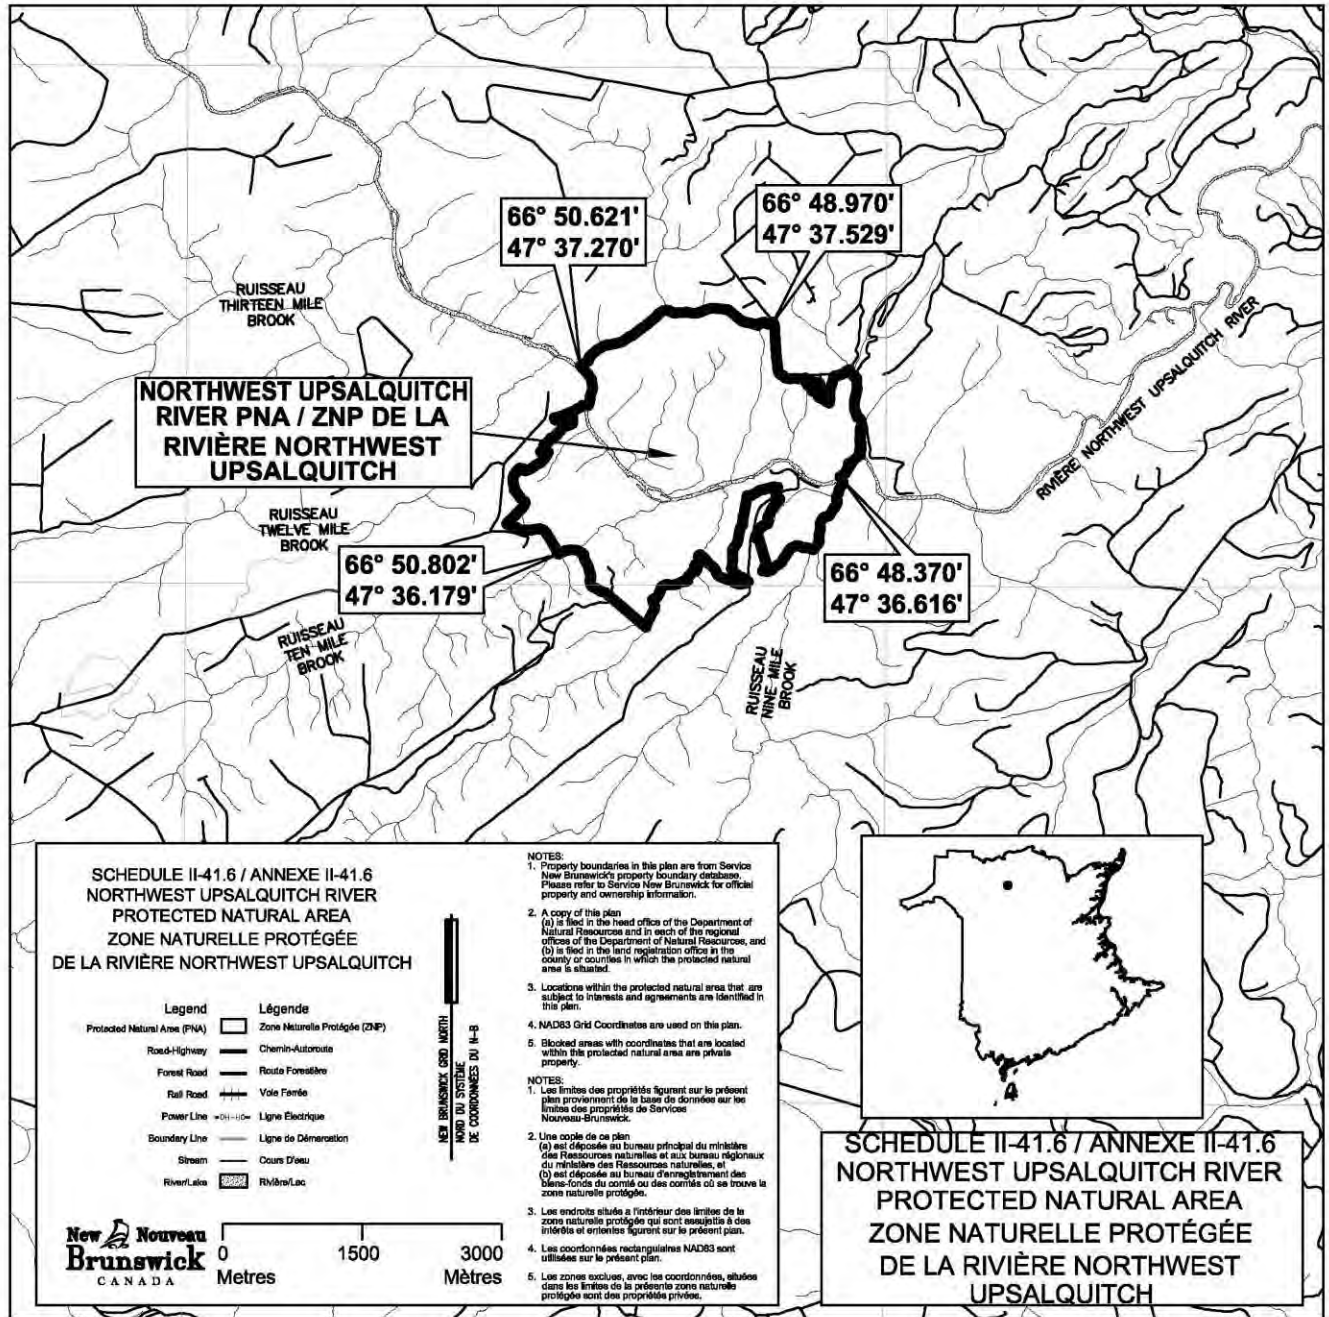 66° 50.621'
47° 37.270'
66° 48.970'
47° 37.529'
RUISSEAU
THIRTEEN MILE
BROOK
NORTHWEST UPSALQUITCH
RIVER PNA / ZNP DE LA
RIVIÈRE NORTHWEST
UPSALQUITCH
RIVIÈRE NORTHWEST UPSALQUITCH RIVER
RUISSEAU
TWELVE MILE
BROOK
66° 50.802'
47° 36.179'
66° 48.370'
47° 36.616'
RUISSEAU
TEN MILE
BROOK
RUISSEAU
NINE MILE
BROOK
SCHEDULE II-41.6 / ANNEXE II-41.6
NORTHWEST UPSALQUITCH RIVER
PROTECTED NATURAL AREA
ZONE NATURELLE PROTÉGÉE
DE LA RIVIÈRE NORTHWEST UPSALQUITCH
Legend Légende
Protected Natural Area (PNA) Zone Naturelle Protégée (ZNP)
Road-Highway Chemin-Autoroute
Forest Road Route Forestière
Rail Road Voie Ferrée
Power Line Ligne Électrique
Boundary Line Ligne de Démarcation
Stream Cours D'eau
River/Lake Rivière/Lac
NEW BRUNSWICK GRID NORTH
NORD DU SYSTÈME
DE COORDONNÉES DU N-B
New Nouveau
Brunswick
CANADA
0 1500 3000
Metres Mètres
NOTES:
1. Property boundaries in this plan are from Service
New Brunswick's property boundary database.
Please refer to Service New Brunswick for official
property and ownership information.
2. A copy of this plan
(a) is filed in the head office of the Department of
Natural Resources and in each of the regional
offices of the Department of Natural Resources, and
(b) is filed in the land registration office in the
county or counties in which the protected natural
area is situated.
3. Locations within the protected natural area that are
subject to interests and agreements are identified in
this plan.
4. NAD83 Grid Coordinates are used on this plan.
5. Blocked areas with coordinates that are located
within this protected natural area are private
property.
NOTES:
1. Les limites des propriétés figurant sur le présent
plan proviennent de la base de données sur les
limites des propriétés de Services
Nouveau-Brunswick.
2. Une copie de ce plan
(a) est déposée au bureau principal du ministère
des Ressources naturelles et aux bureau régionaux
du ministère des Ressources naturelles, et
(b) est déposée au bureau d'enregistrement des
biens-fonds du comté ou des comtés où se trouve la
zone naturelle protégée.
3. Les endroits situés a l'intérieur des limites de la
zone naturelle protégée qui sont assujettis à des
intérêts et ententes figurent sur le présent plan.
4. Les coordonnées rectangulaires NAD83 sont
utilisées sur le présent plan.
5. Les zones exclues, avec les coordonnées, situées
dans les limites de la présente zone naturelle
protégée sont des propriétés privées.
SCHEDULE II-41.6 / ANNEXE II-41.6
NORTHWEST UPSALQUITCH RIVER
PROTECTED NATURAL AREA
ZONE NATURELLE PROTÉGÉE
DE LA RIVIÈRE NORTHWEST
UPSALQUITCH